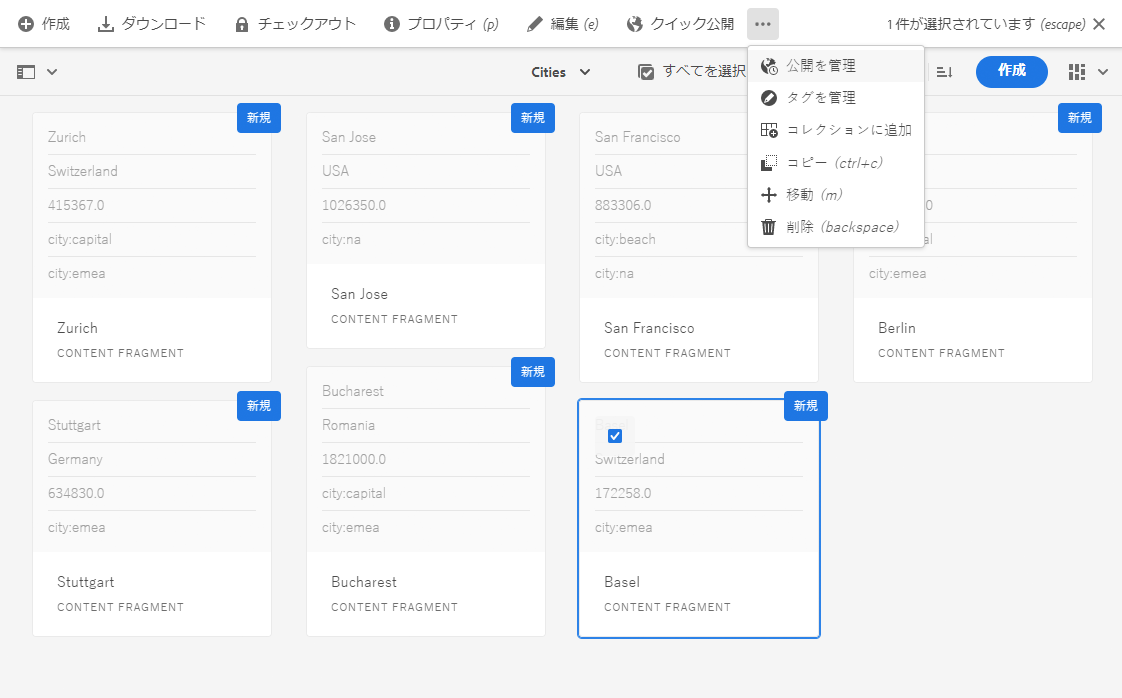 作成 ダウンロード チェックアウト プロパティ (p) 編集 (e) クイック公開 1 件が選択されています (escape)
Cities すべてを選択 作成
公開を管理
タグを管理
コレクションに追加
コピー (ctrl+c)
移動 (m)
削除 (backspace)
新規
Zurich
Switzerland
415367.0
city:capital
city:emea
Zurich
CONTENT FRAGMENT
新規
San Jose
USA
1026350.0
city:na
San Jose
CONTENT FRAGMENT
San Francisco
USA
883306.0
city:beach
city:na
San Francisco
CONTENT FRAGMENT
新規
city:emea
Berlin
CONTENT FRAGMENT
新規
Stuttgart
Germany
634830.0
city:emea
Stuttgart
CONTENT FRAGMENT
新規
Bucharest
Romania
1821000.0
city:capital
city:emea
Bucharest
CONTENT FRAGMENT
新規
Switzerland
172258.0
city:emea
Basel
CONTENT FRAGMENT